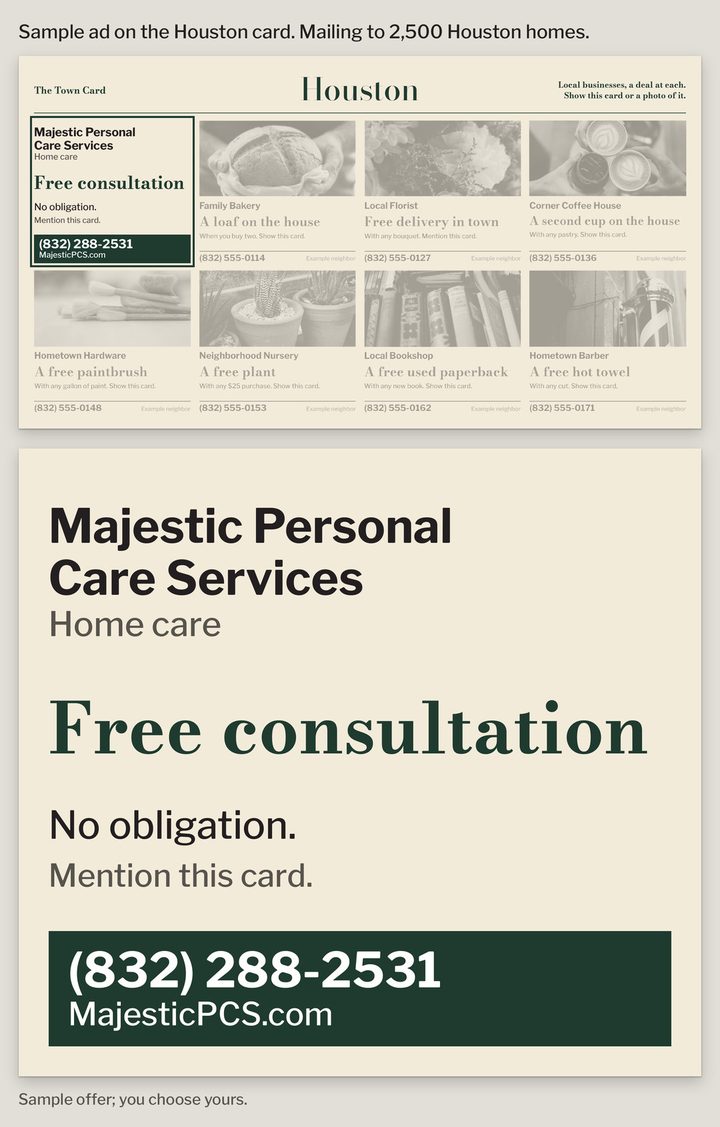 Sample ad on the Houston card. Mailing to 2,500 Houston homes.
The Town Card
Houston
Local businesses, a deal at each.
Show this card or a photo of it.
Majestic Personal
Care Services
Home care
Free consultation
No obligation.
Mention this card.
(832) 288-2531
MajesticPCS.com
Family Bakery
A loaf on the house
When you buy two. Show this card.
(832) 555-0114
Example neighbor
Local Florist
Free delivery in town
With any bouquet. Mention this card.
(832) 555-0127
Example neighbor
Corner Coffee House
A second cup on the house
With any pastry. Show this card.
(832) 555-0136
Example neighbor
Hometown Hardware
A free paintbrush
With any gallon of paint. Show this card.
(832) 555-0148
Example neighbor
Neighborhood Nursery
A free plant
With any $25 purchase. Show this card.
(832) 555-0153
Example neighbor
Local Bookshop
A free used paperback
With any new book. Show this card.
(832) 555-0162
Example neighbor
Hometown Barber
A free hot towel
With any cut. Show this card.
(832) 555-0171
Example neighbor
Majestic Personal
Care Services
Home care
Free consultation
No obligation.
Mention this card.
(832) 288-2531
MajesticPCS.com
Sample offer; you choose yours.